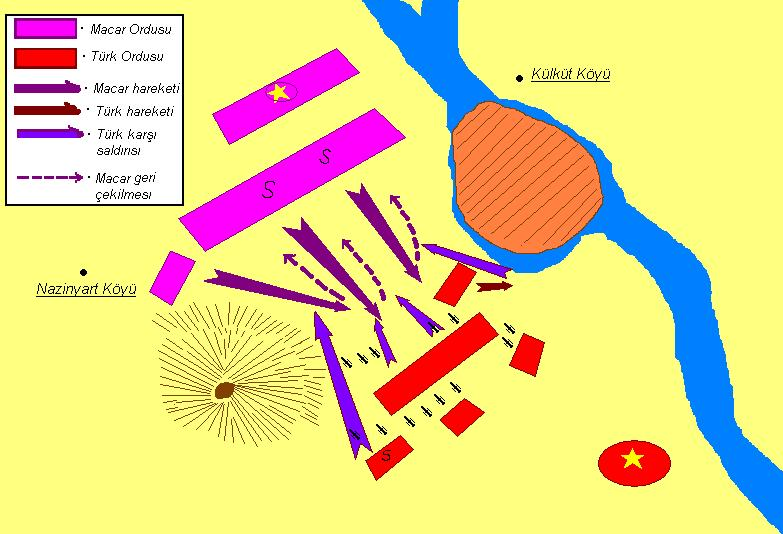 Macar Ordusu
Türk Ordusu
Macar hareketi
Türk hareketi
Türk karşı
saldırısı
Macar geri
çekilmesi
Külküt Köyü
S
S
Nazinyart Köyü
S